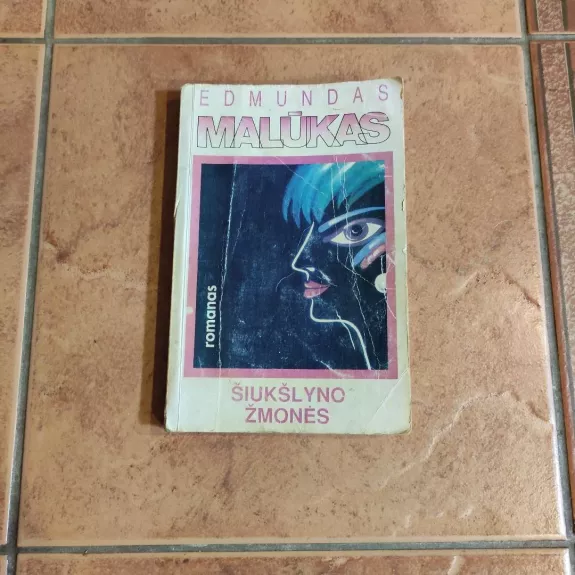 EDMUNDAS
MALŪKAS
romanas
ŠIUKŠLYNO
ŽMONĖS